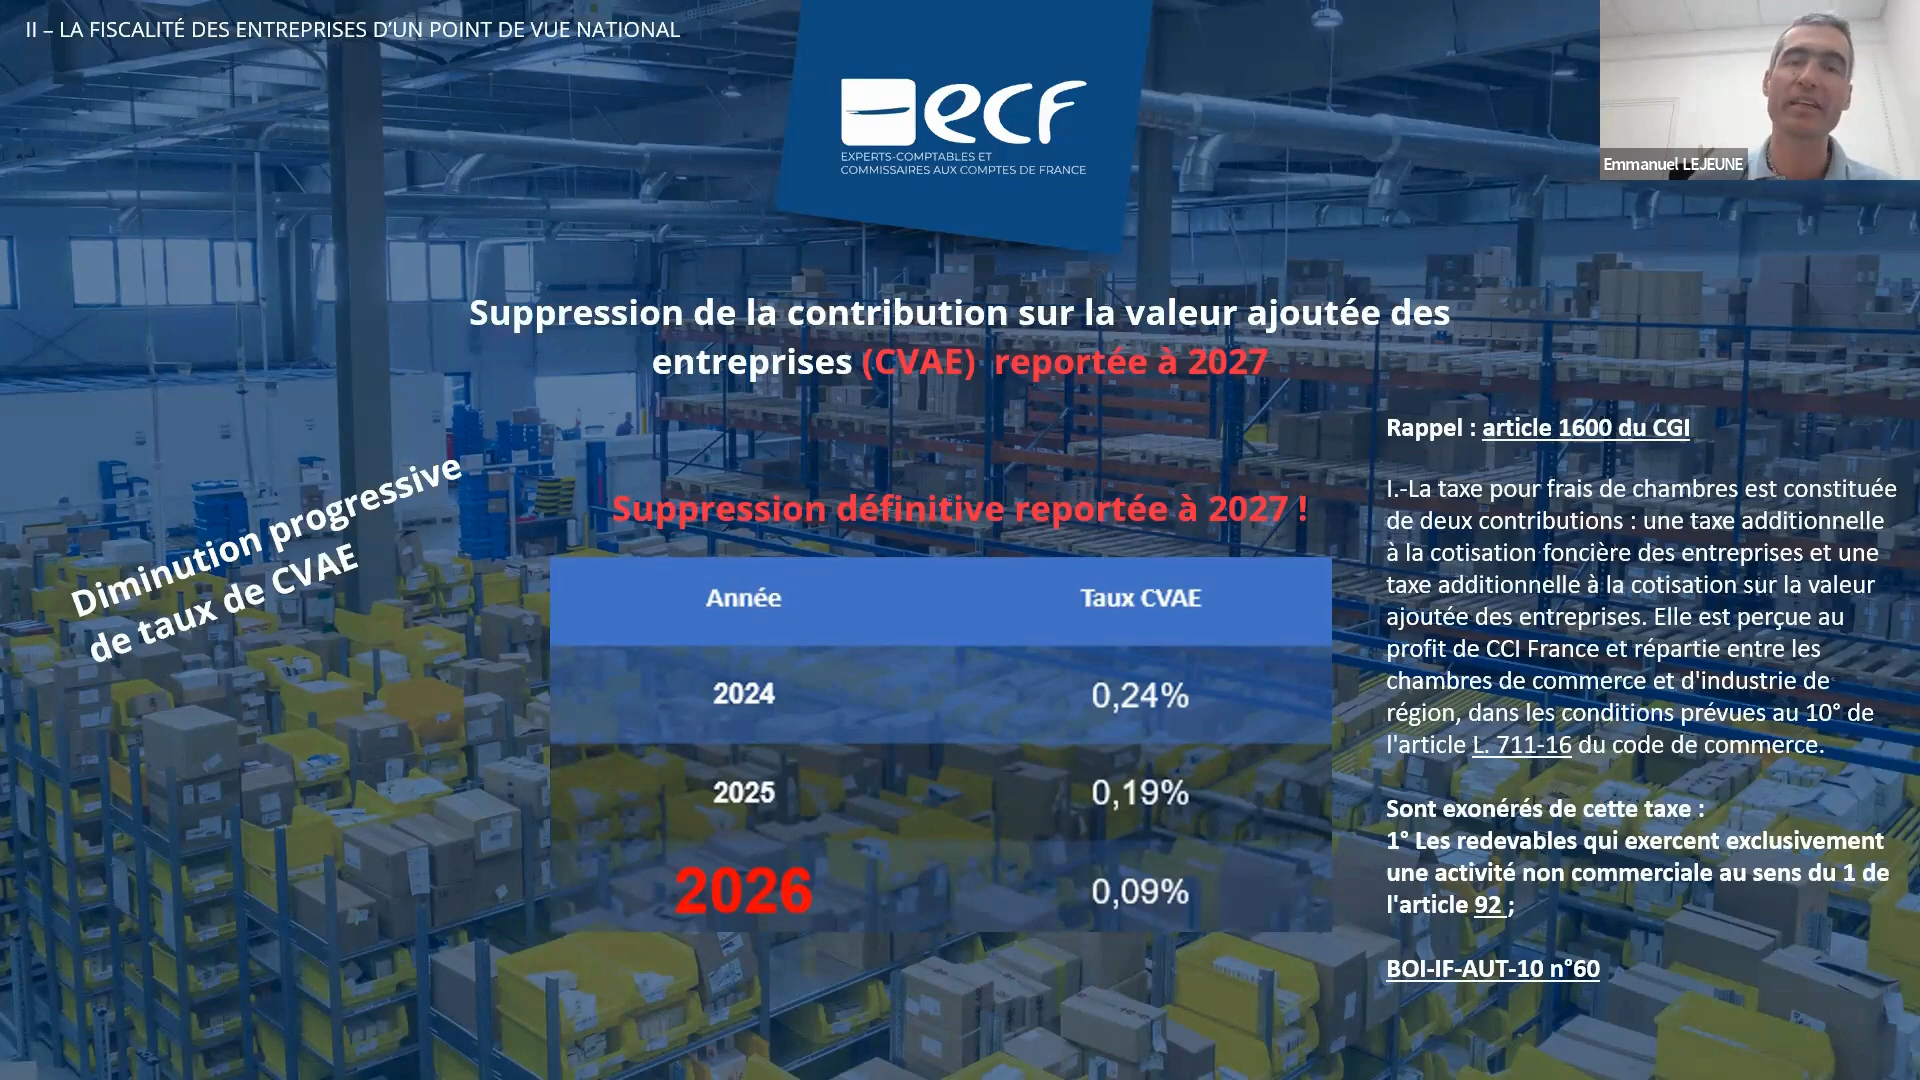 II – LA FISCALITÉ DES ENTREPRISES D’UN POINT DE VUE NATIONAL
ecf
EXPERTS-COMPTABLES ET
COMMISSAIRES AUX COMPTES DE FRANCE
Emmanuel LEJEUNE
Suppression de la contribution sur la valeur ajoutée des
entreprises (CVAE) reportée à 2027
Diminution progressive
de taux de CVAE
Suppression définitive reportée à 2027 !
Année Taux CVAE
2024 0,24%
2025 0,19%
2026 0,09%
Rappel : article 1600 du CGI
I.-La taxe pour frais de chambres est constituée
de deux contributions : une taxe additionnelle
à la cotisation foncière des entreprises et une
taxe additionnelle à la cotisation sur la valeur
ajoutée des entreprises. Elle est perçue au
profit de CCI France et répartie entre les
chambres de commerce et d'industrie de
région, dans les conditions prévues au 10° de
l'article L. 711-16 du code de commerce.
Sont exonérés de cette taxe :
1° Les redevables qui exercent exclusivement
une activité non commerciale au sens du 1 de
l'article 92 ;
BOI-IF-AUT-10 n°60